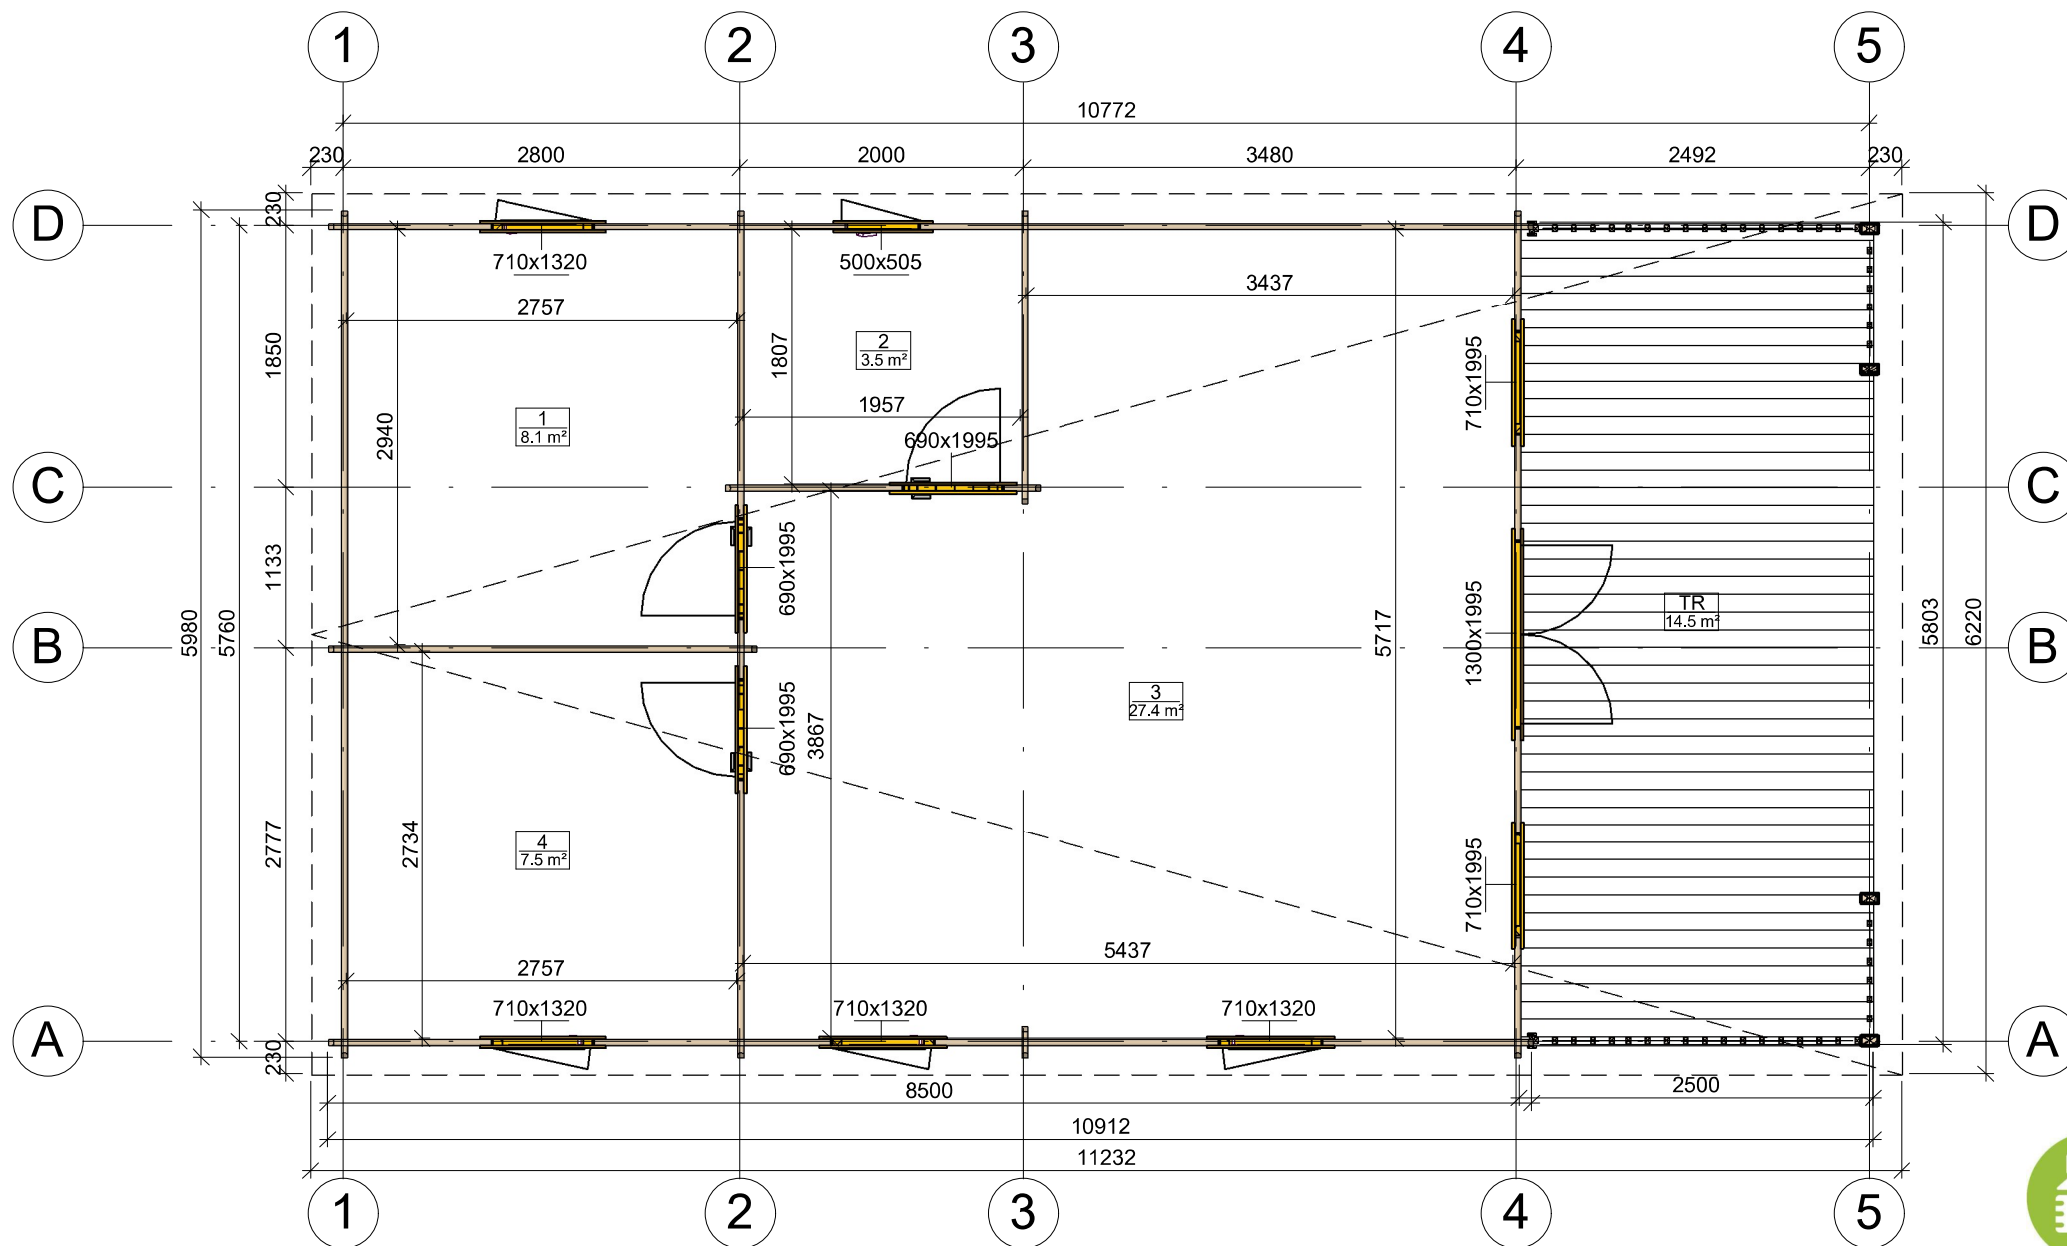 1 2 3 4 5
10772
230 2800 2000 3480 2492 230
D D
230
710x1320 500x505
3437
2757
1850
1807
710x1995
2
3.5 m²
2940
1957
1
8.1 m²
690x1995
C C
1133
690x1995
5980
5760
5717
1300x1995
TR
14.5 m²
5803
6220
B B
690x1995
3867
3
27.4 m²
2777
2734
4
7.5 m²
710x1995
2757
5437
710x1320 710x1320 710x1320
A A
230
8500
2500
10912
11232
1 2 3 4 5